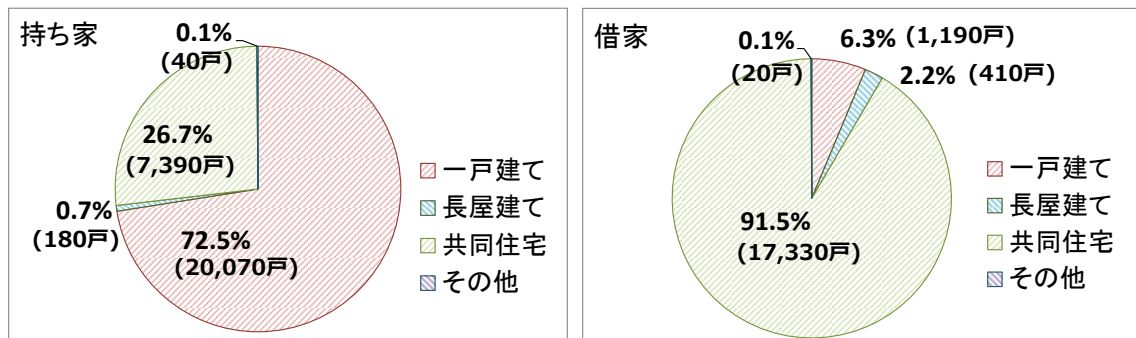 持ち家
0.1%
(40戸)
26.7%
(7,390戸)
0.7%
(180戸)
72.5%
(20,070戸)
一戸建て
長屋建て
共同住宅
その他
借家
0.1%
(20戸)
6.3% (1,190戸)
2.2% (410戸)
91.5%
(17,330戸)
一戸建て
長屋建て
共同住宅
その他